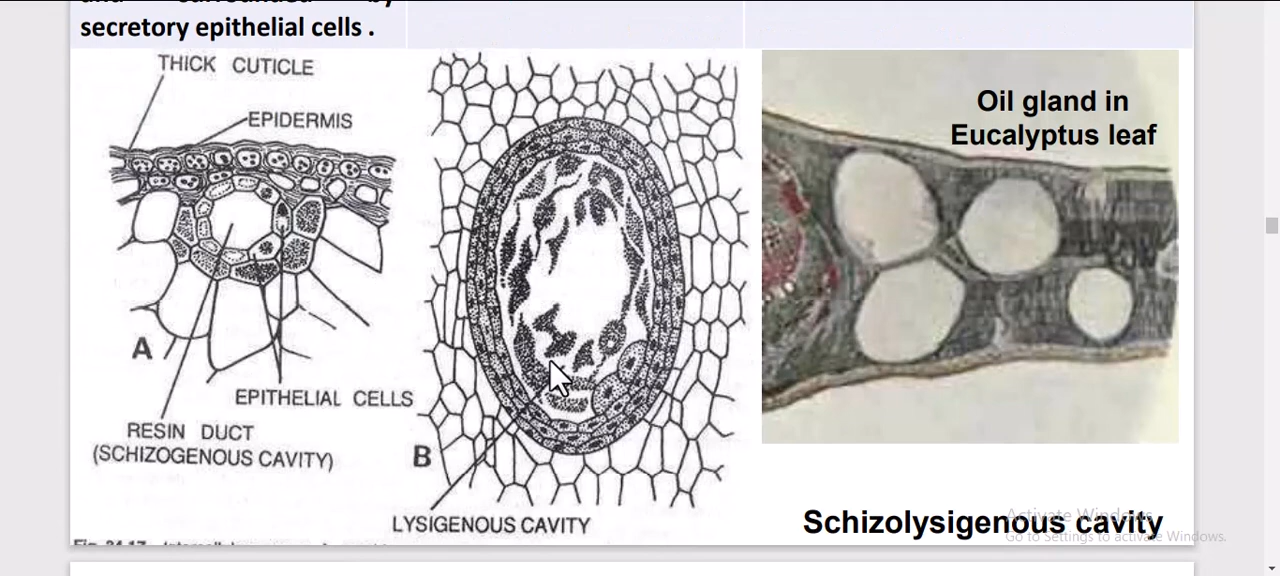 secretory epithelial cells .
THICK CUTICLE
EPIDERMIS
A
EPITHELIAL CELLS
RESIN DUCT
(SCHIZOGENOUS CAVITY)
B
LYSIGENOUS CAVITY
Oil gland in
Eucalyptus leaf
Schizolysigenous cavity
Activate Windows
Go to Settings to activate Windows.